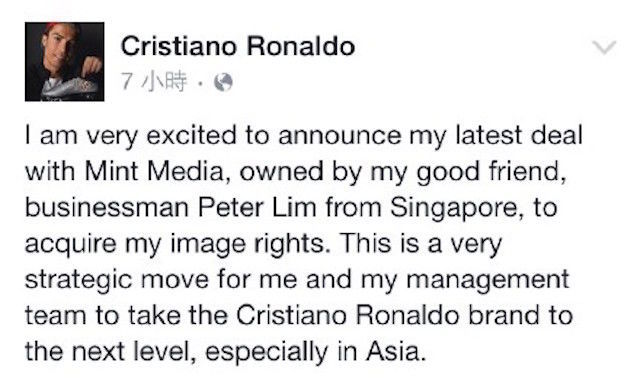 Cristiano Ronaldo
7 小時 ·
I am very excited to announce my latest deal
with Mint Media, owned by my good friend,
businessman Peter Lim from Singapore, to
acquire my image rights. This is a very
strategic move for me and my management
team to take the Cristiano Ronaldo brand to
the next level, especially in Asia.